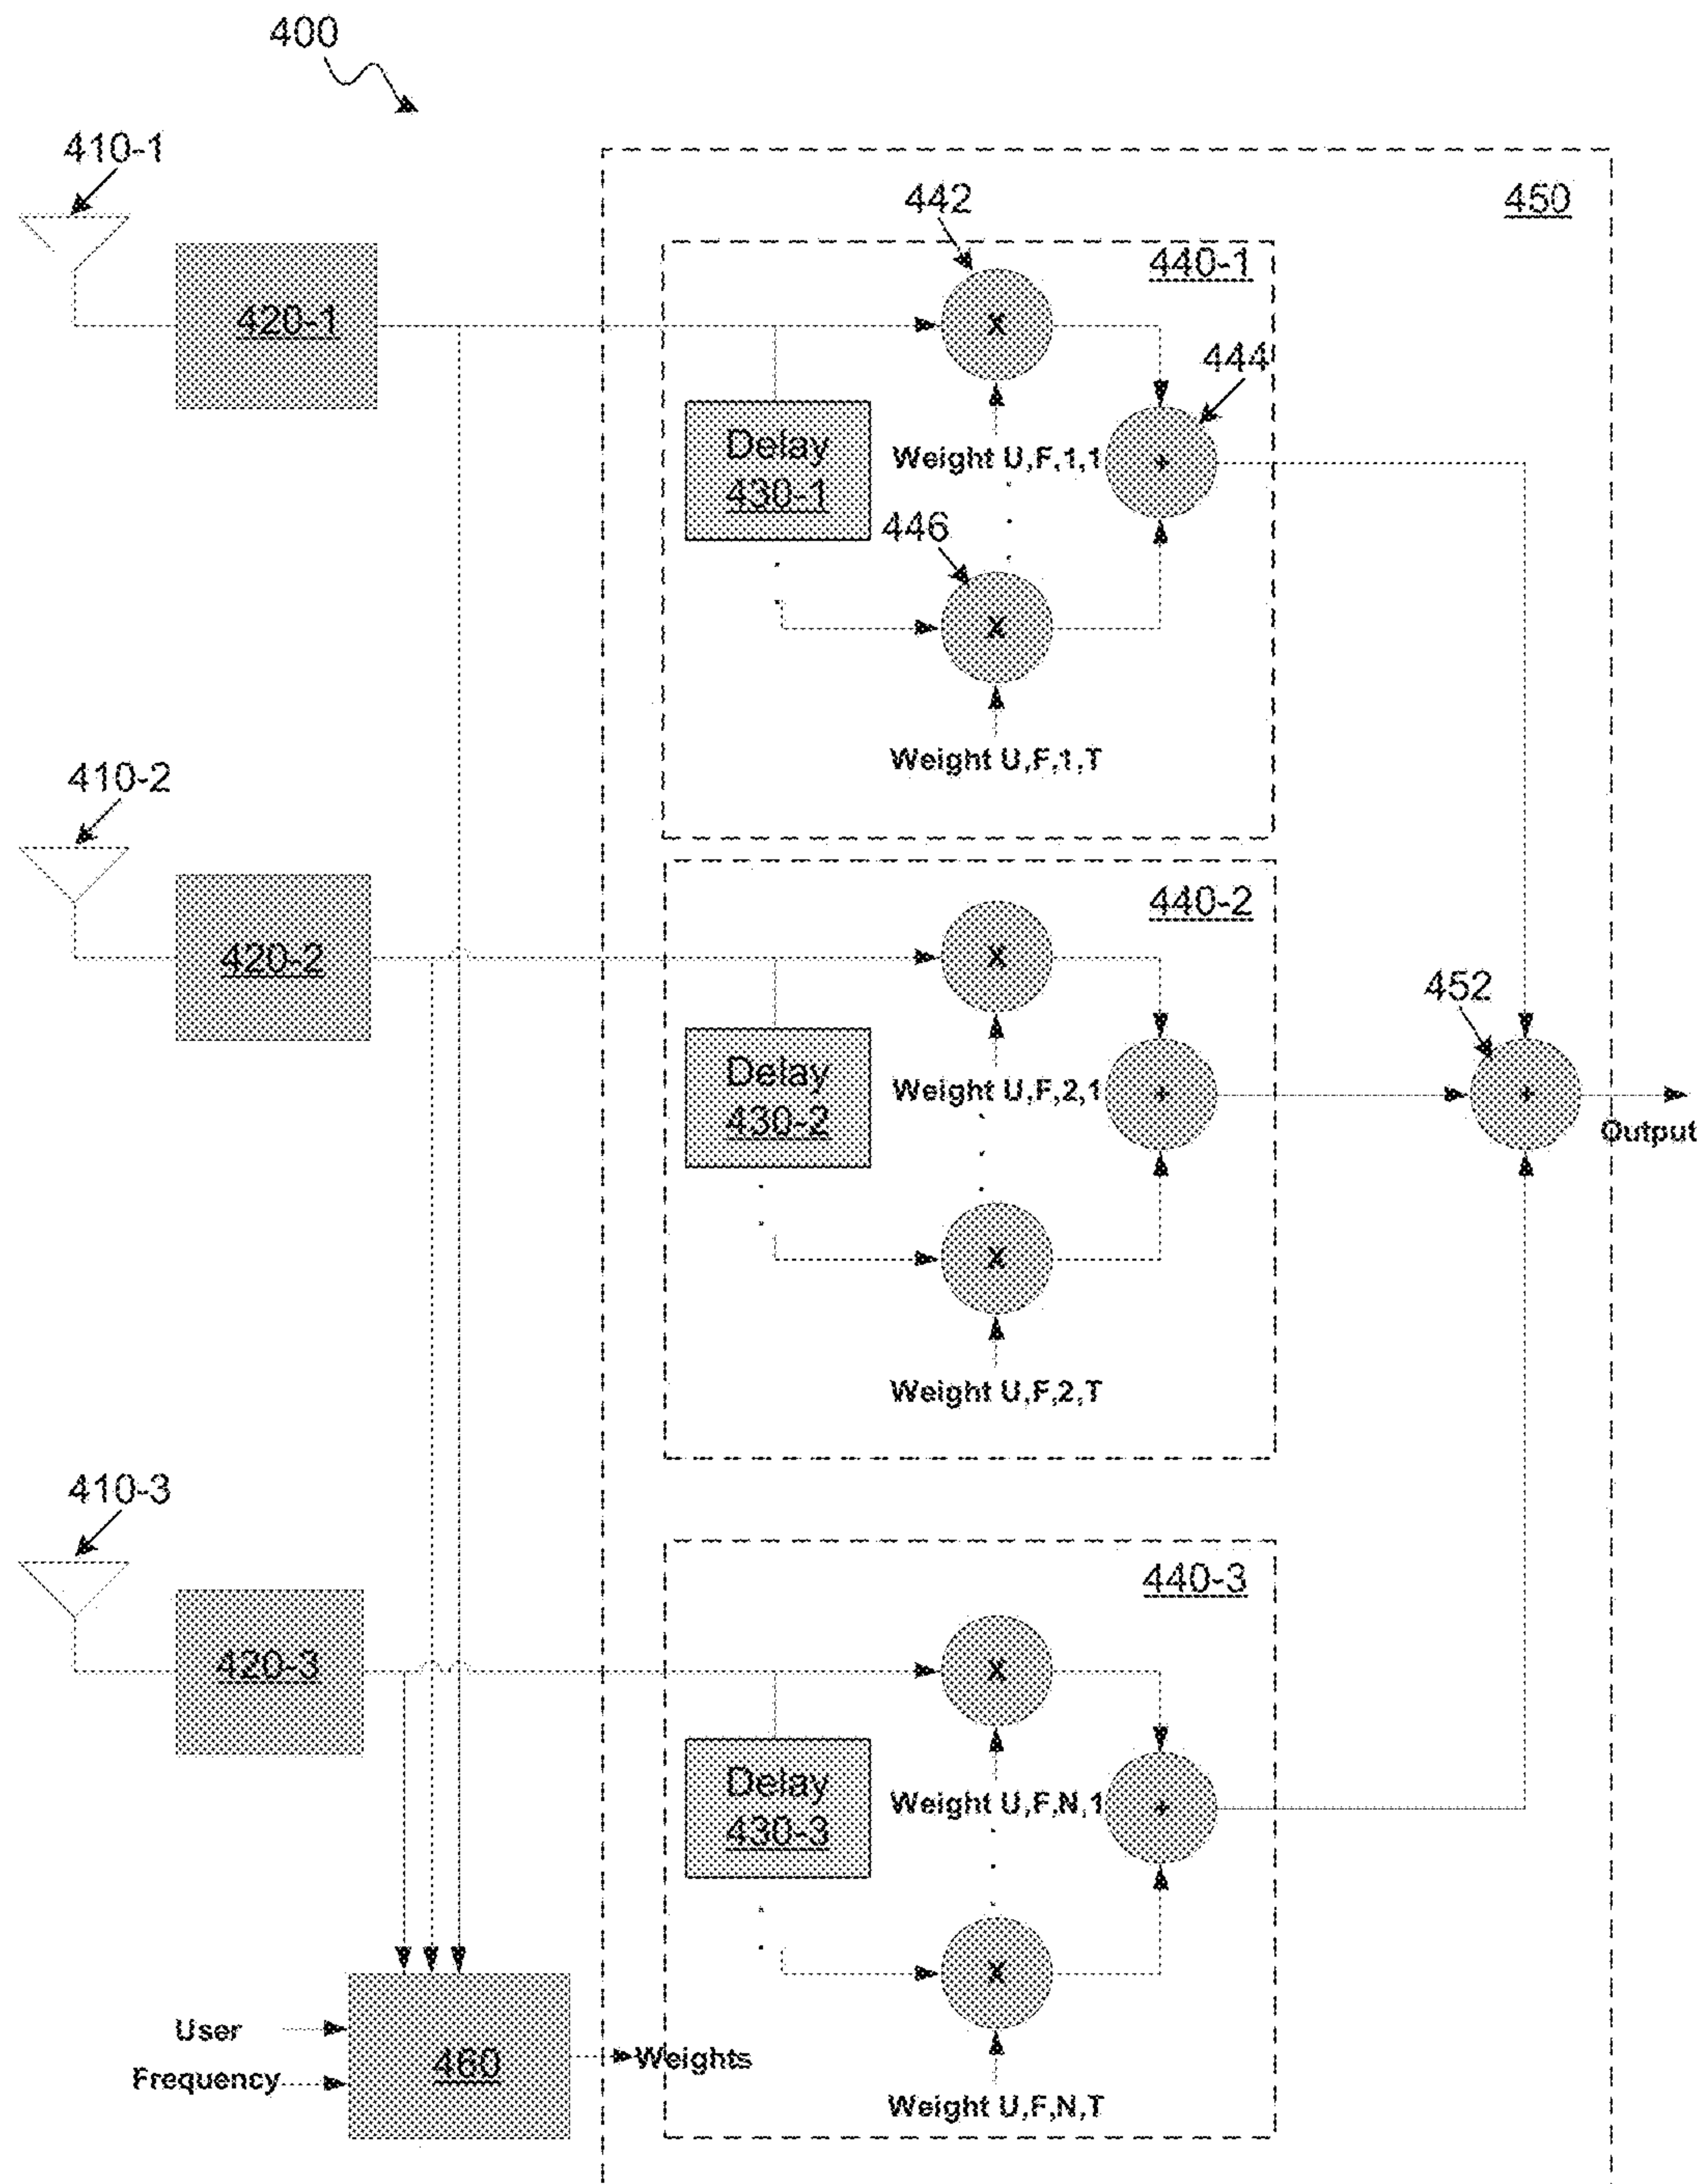 400
410-1
450
442
440-1
420-1
444
Delay
430-1
Weight U,F,1,1
446
X
X
+
Weight U,F,1,T
410-2
440-2
420-2
X
452
Delay
430-2
Weight U,F,2,1
+
+
Output
X
Weight U,F,2,T
410-3
440-3
420-3
X
Delay
430-3
Weight U,F,N,1
+
X
User
Frequency
460
Weights
Weight U,F,N,T